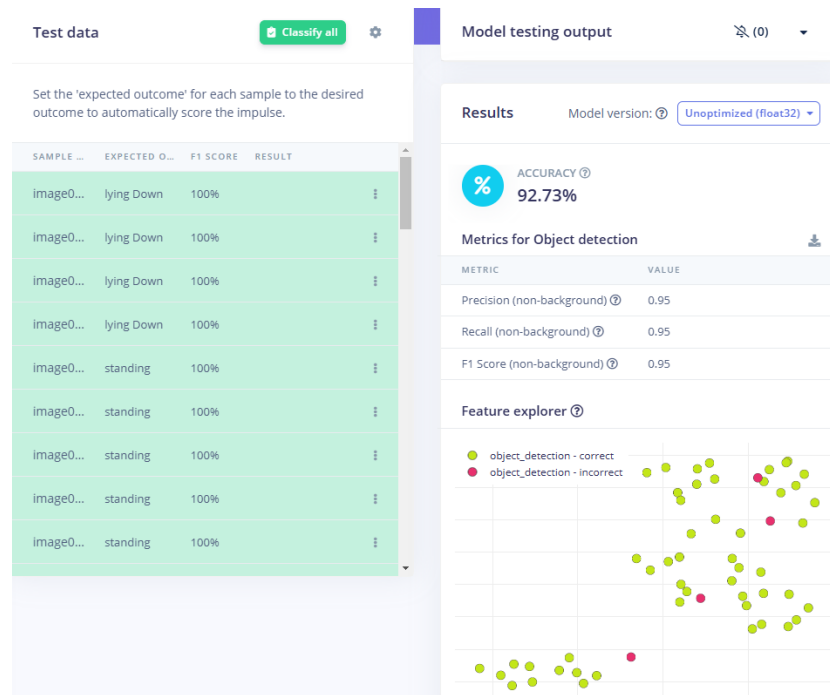 Test data
Classify all
Set the 'expected outcome' for each sample to the desired
outcome to automatically score the impulse.
SAMPLE ... EXPECTED O... F1 SCORE RESULT
image0... lying Down 100%
image0... lying Down 100%
image0... lying Down 100%
image0... lying Down 100%
image0... standing 100%
image0... standing 100%
image0... standing 100%
image0... standing 100%
image0... standing 100%
Model testing output
(0)
Results
Model version: ?
Unoptimized (float32)
%
ACCURACY ?
92.73%
Metrics for Object detection
METRIC VALUE
Precision (non-background) ? 0.95
Recall (non-background) ? 0.95
F1 Score (non-background) ? 0.95
Feature explorer ?
object_detection - correct
object_detection - incorrect